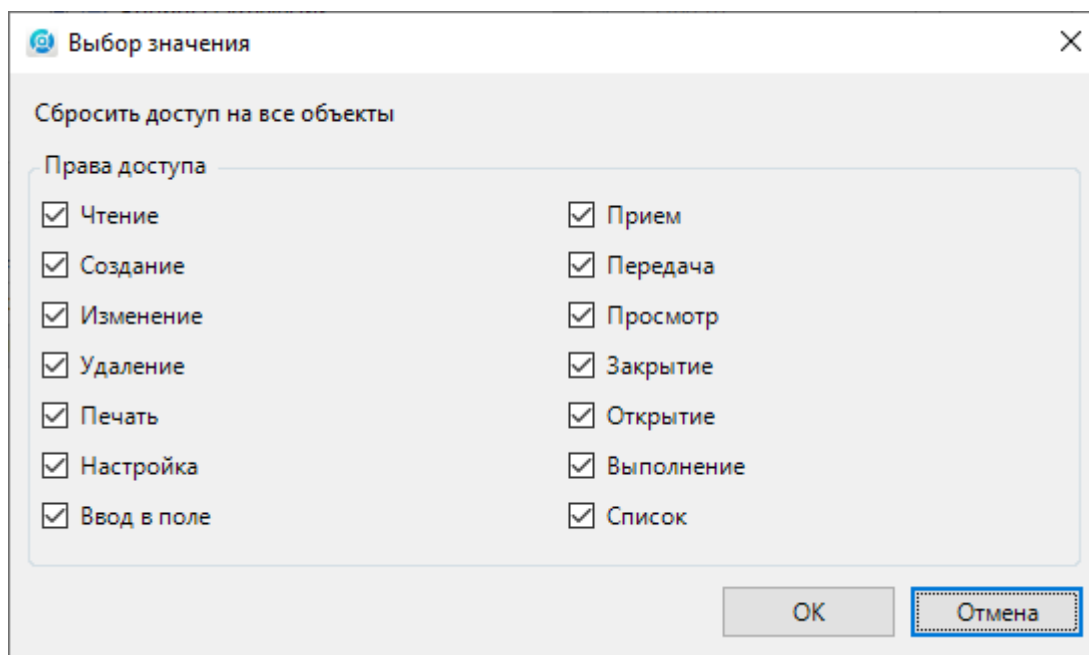 Выбор значения
Сбросить доступ на все объекты
Права доступа
Чтение
Создание
Изменение
Удаление
Печать
Настройка
Ввод в поле
Прием
Передача
Просмотр
Закрытие
Открытие
Выполнение
Список
OK
Отмена